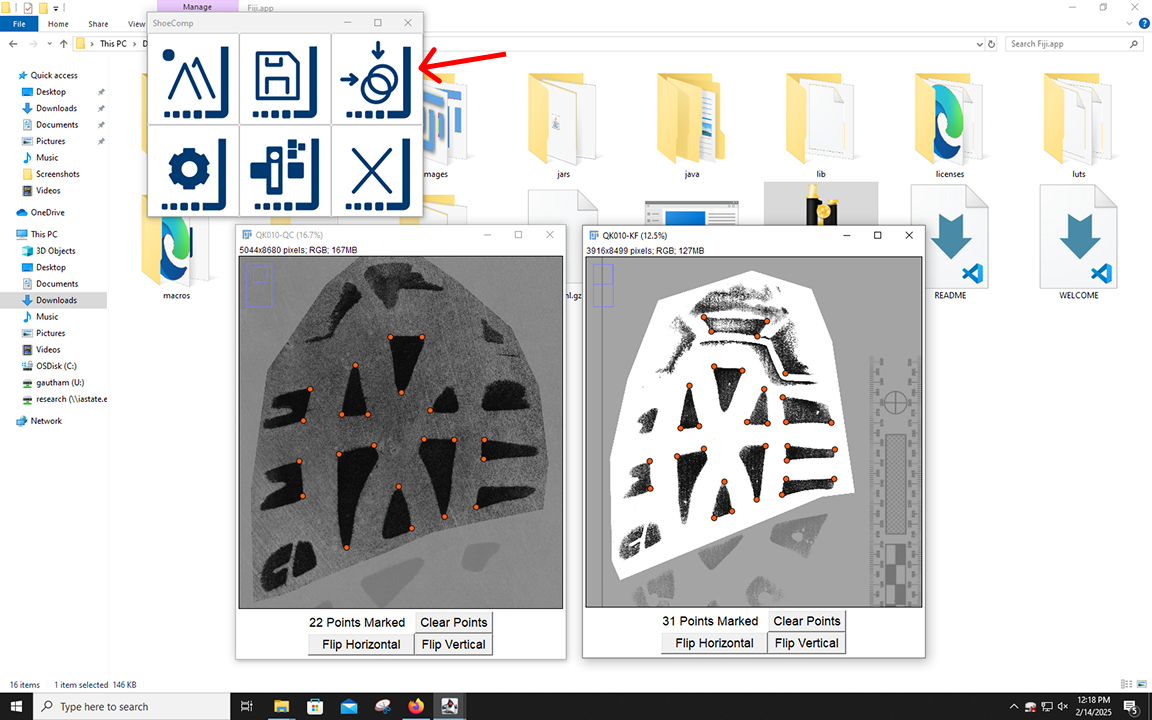 Manage
Fiji.app
File
Home
Share
View
ShoeComp
This PC
Search Fiji.app
Quick access
Desktop
Downloads
Documents
Pictures
Music
Screenshots
Videos
OneDrive
This PC
3D Objects
Desktop
Downloads
Documents
Music
Pictures
Videos
OSDisk (C:)
gautham (U:)
research (\\iastate.e
Network
mages
jars
java
lib
licenses
luts
macros
ml.gz
README
WELCOME
QK010-QC (16.7%)
5044x8680 pixels; RGB; 167MB
22 Points Marked
Clear Points
Flip Horizontal
Flip Vertical
QK010-KF (12.5%)
3916x8499 pixels; RGB; 127MB
31 Points Marked
Clear Points
Flip Horizontal
Flip Vertical
16 items
1 item selected 146 KB
Type here to search
12:18 PM
2/14/2025
5